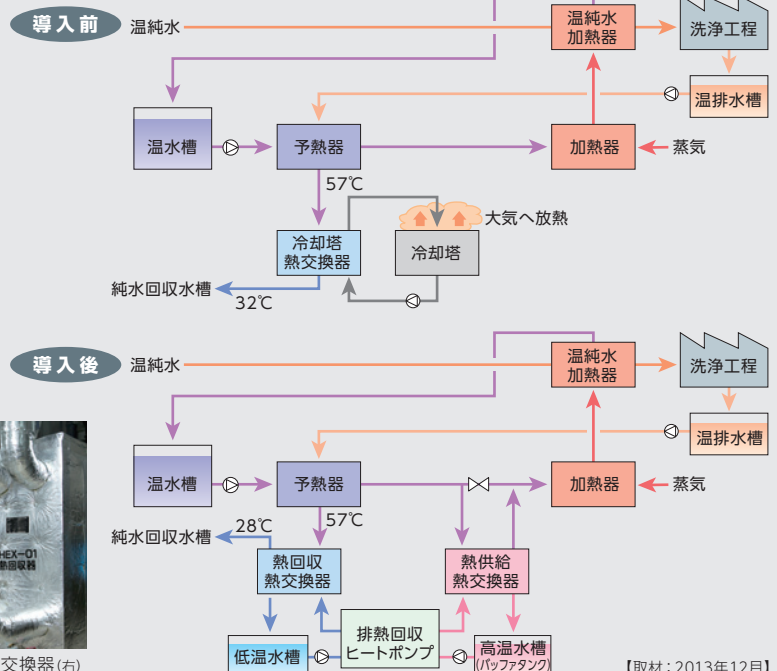 導入前
温純水
温純水
加熱器
洗浄工程
温排水槽
温水槽
予熱器
加熱器
蒸気
57℃
大気へ放熱
冷却塔
熱交換器
冷却塔
純水回収水槽
32℃
導入後
温純水
温純水
加熱器
洗浄工程
温排水槽
温水槽
予熱器
加熱器
蒸気
57℃
28℃
純水回収水槽
HEX-01
熱回収器
熱回収
熱交換器
熱供給
熱交換器
排熱回収
ヒートポンプ
低温水槽
高温水槽
(バッファタンク)
交換器(右)
【取材：2013年12月】